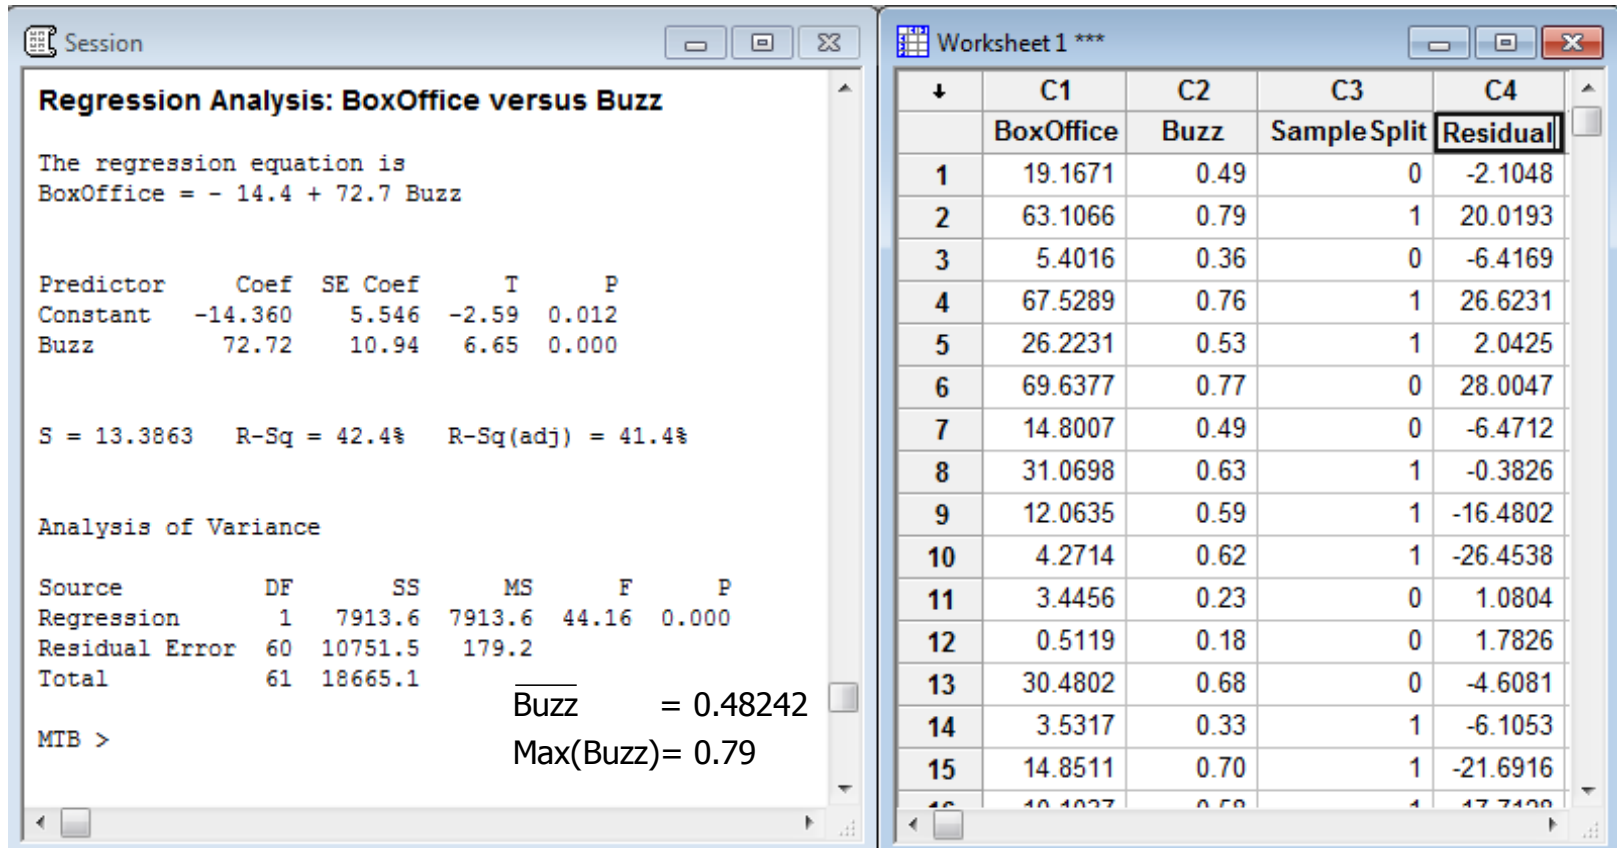 Session
Regression Analysis: BoxOffice versus Buzz
The regression equation is
BoxOffice = - 14.4 + 72.7 Buzz
Predictor Coef SE Coef T P
Constant -14.360 5.546 -2.59 0.012
Buzz 72.72 10.94 6.65 0.000
S = 13.3863 R-Sq = 42.4% R-Sq(adj) = 41.4%
Analysis of Variance
Source DF SS MS F P
Regression 1 7913.6 7913.6 44.16 0.000
Residual Error 60 10751.5 179.2
Total 61 18665.1
Buzz = 0.48242
MTB >
Max(Buzz)= 0.79
Worksheet 1 ***
C1 C2 C3 C4
BoxOffice Buzz SampleSplit Residual
1 19.1671 0.49 0 -2.1048
2 63.1066 0.79 1 20.0193
3 5.4016 0.36 0 -6.4169
4 67.5289 0.76 1 26.6231
5 26.2231 0.53 1 2.0425
6 69.6377 0.77 0 28.0047
7 14.8007 0.49 0 -6.4712
8 31.0698 0.63 1 -0.3826
9 12.0635 0.59 1 -16.4802
10 4.2714 0.62 1 -26.4538
11 3.4456 0.23 0 1.0804
12 0.5119 0.18 0 1.7826
13 30.4802 0.68 0 -4.6081
14 3.5317 0.33 1 -6.1053
15 14.8511 0.70 1 -21.6916